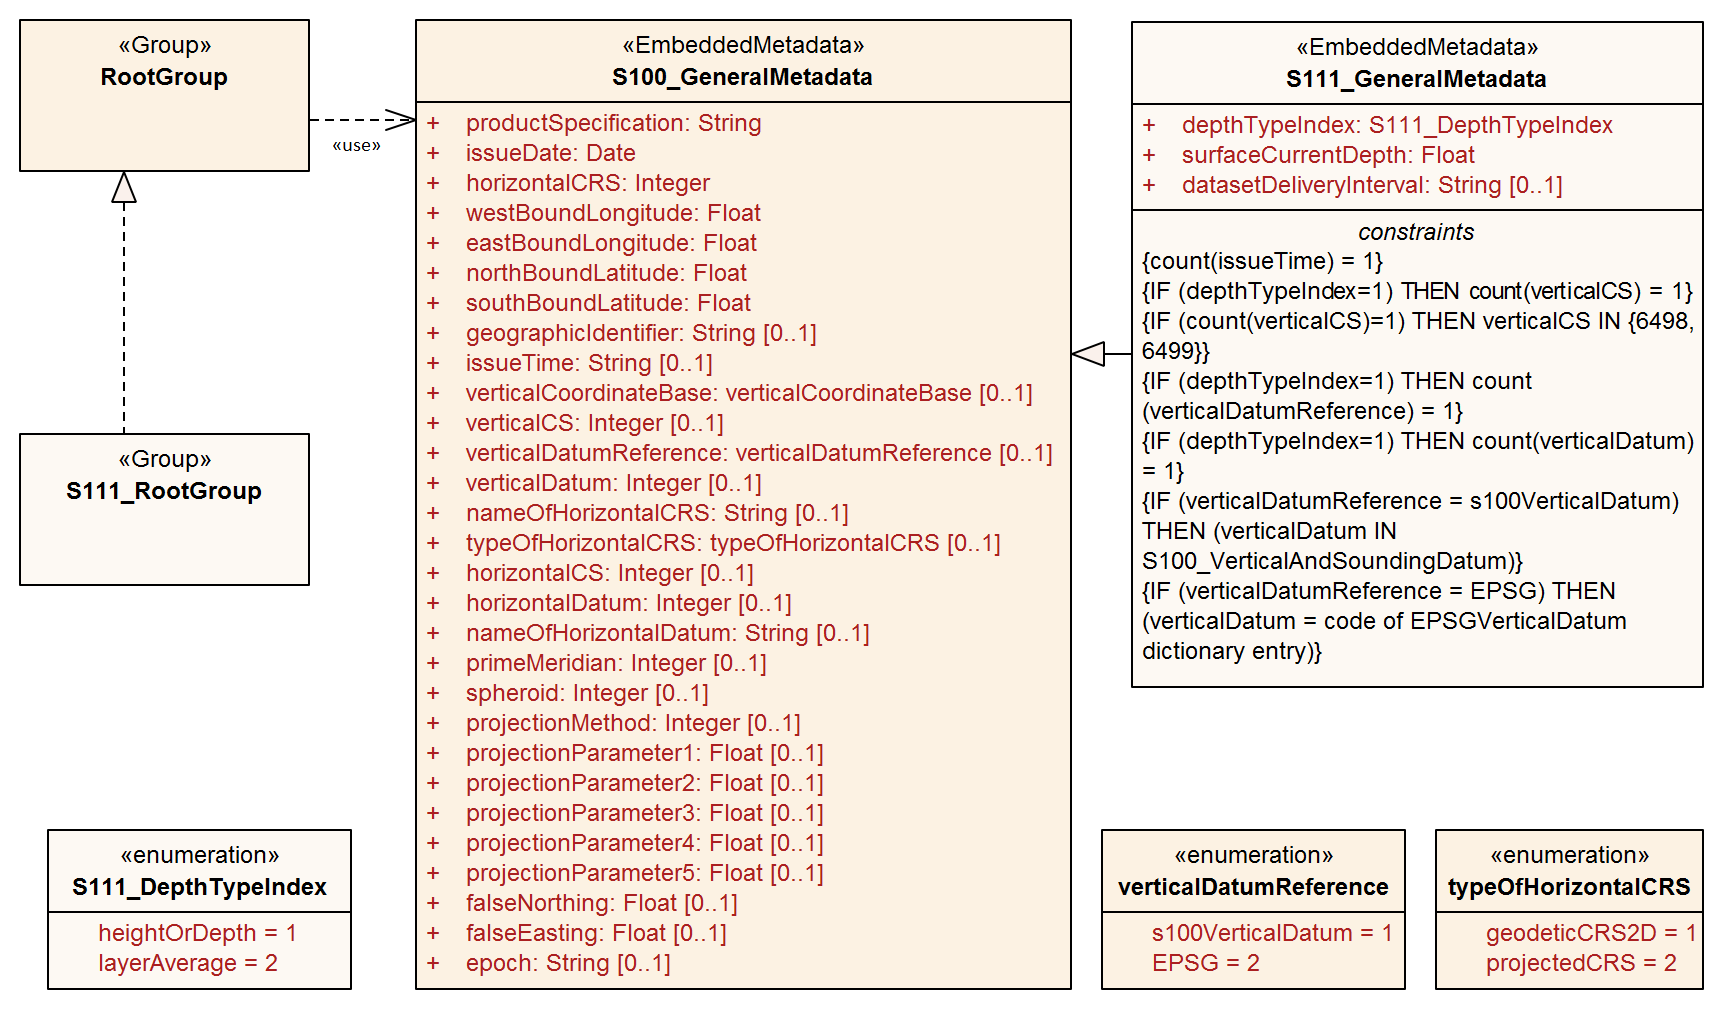 «Group»
RootGroup
«use»
«Group»
S111_RootGroup
«EmbeddedMetadata»
S100_GeneralMetadata
+ productSpecification: String
+ issueDate: Date
+ horizontalCRS: Integer
+ westBoundLongitude: Float
+ eastBoundLongitude: Float
+ northBoundLatitude: Float
+ southBoundLatitude: Float
+ geographicIdentifier: String [0..1]
+ issueTime: String [0..1]
+ verticalCoordinateBase: verticalCoordinateBase [0..1]
+ verticalCS: Integer [0..1]
+ verticalDatumReference: verticalDatumReference [0..1]
+ verticalDatum: Integer [0..1]
+ nameOfHorizontalCRS: String [0..1]
+ typeOfHorizontalCRS: typeOfHorizontalCRS [0..1]
+ horizontalCS: Integer [0..1]
+ horizontalDatum: Integer [0..1]
+ nameOfHorizontalDatum: String [0..1]
+ primeMeridian: Integer [0..1]
+ spheroid: Integer [0..1]
+ projectionMethod: Integer [0..1]
+ projectionParameter1: Float [0..1]
+ projectionParameter2: Float [0..1]
+ projectionParameter3: Float [0..1]
+ projectionParameter4: Float [0..1]
+ projectionParameter5: Float [0..1]
+ falseNorthing: Float [0..1]
+ falseEasting: Float [0..1]
+ epoch: String [0..1]
«EmbeddedMetadata»
S111_GeneralMetadata
+ depthTypeIndex: S111_DepthTypeIndex
+ surfaceCurrentDepth: Float
+ datasetDeliveryInterval: String [0..1]
constraints
{count(issueTime) = 1}
{IF (depthTypeIndex=1) THEN count(verticalCS) = 1}
{IF (count(verticalCS)=1) THEN verticalCS IN {6498,
6499}}
{IF (depthTypeIndex=1) THEN count
(verticalDatumReference) = 1}
{IF (depthTypeIndex=1) THEN count(verticalDatum)
= 1}
{IF (verticalDatumReference = s100VerticalDatum)
THEN (verticalDatum IN
S100_VerticalAndSoundingDatum)}
{IF (verticalDatumReference = EPSG) THEN
(verticalDatum = code of EPSGVerticalDatum
dictionary entry)}
«enumeration»
S111_DepthTypeIndex
heightOrDepth = 1
layerAverage = 2
«enumeration»
verticalDatumReference
s100VerticalDatum = 1
EPSG = 2
«enumeration»
typeOfHorizontalCRS
geodeticCRS2D = 1
projectedCRS = 2